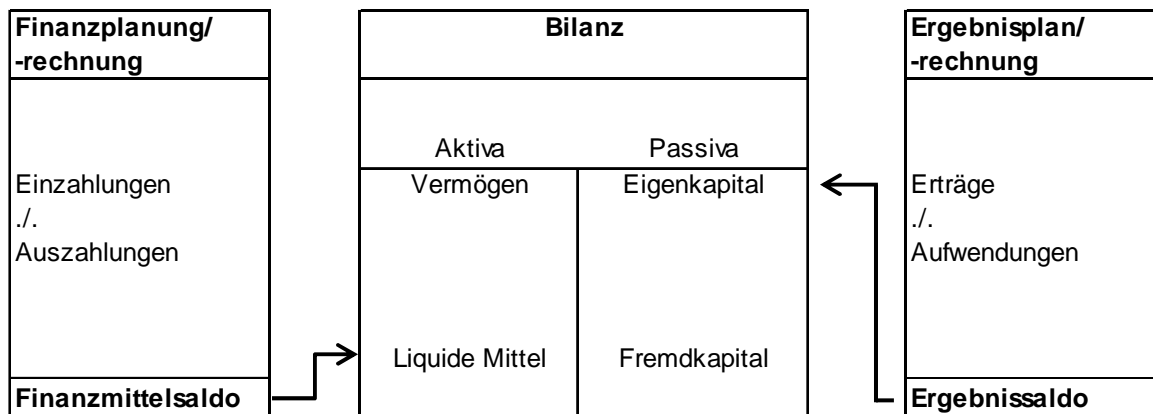 Finanzplanung/
-rechnung
Einzahlungen
./.
Auszahlungen
Finanzmittelsaldo
Bilanz
Aktiva Passiva
Vermögen Eigenkapital
Liquide Mittel Fremdkapital
Ergebnisplan/
-rechnung
Erträge
./.
Aufwendungen
Ergebnissaldo